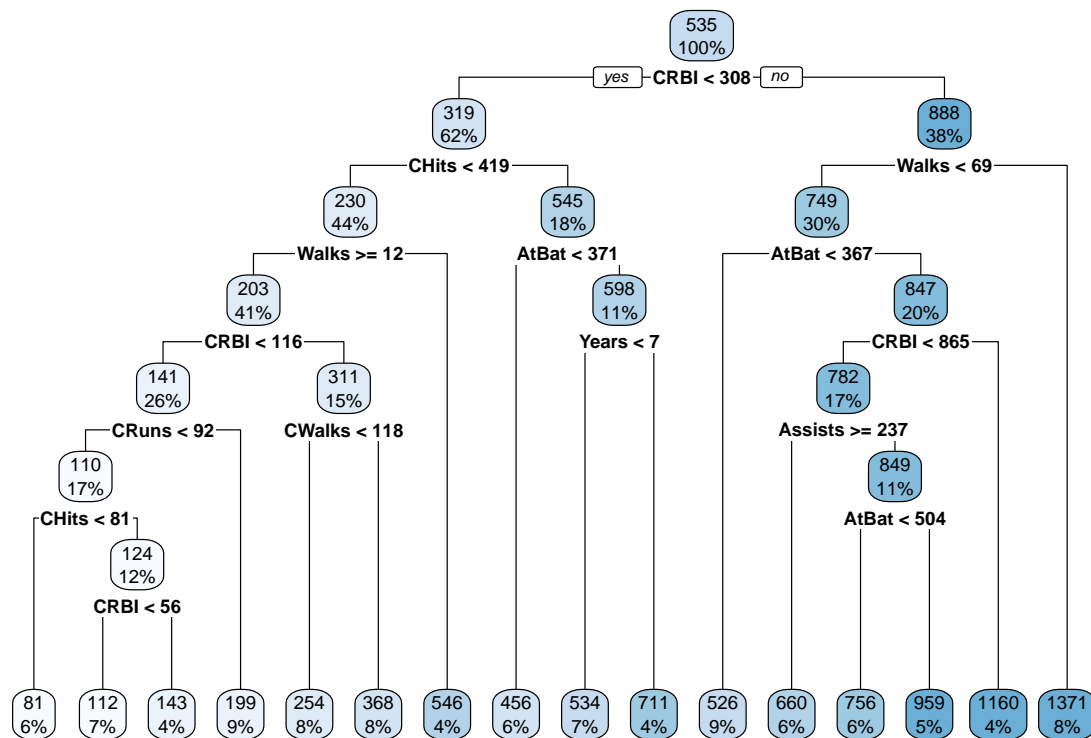 535
100%
yes CRBI < 308 no
319 888
62% 38%
CHits < 419 Walks < 69
230 545 749
44% 18% 30%
Walks >= 12 AtBat < 371 AtBat < 367
203 598 847
41% 11% 20%
CRBI < 116 Years < 7 CRBI < 865
141 311 782
26% 15% 17%
CRuns < 92 CWalks < 118 Assists >= 237
110 849
17% 11%
CHits < 81 AtBat < 504
124
12%
CRBI < 56
81 112 143 199 254 368 546 456 534 711 526 660 756 959 1160 1371
6% 7% 4% 9% 8% 8% 4% 6% 7% 4% 9% 6% 6% 5% 4% 8%